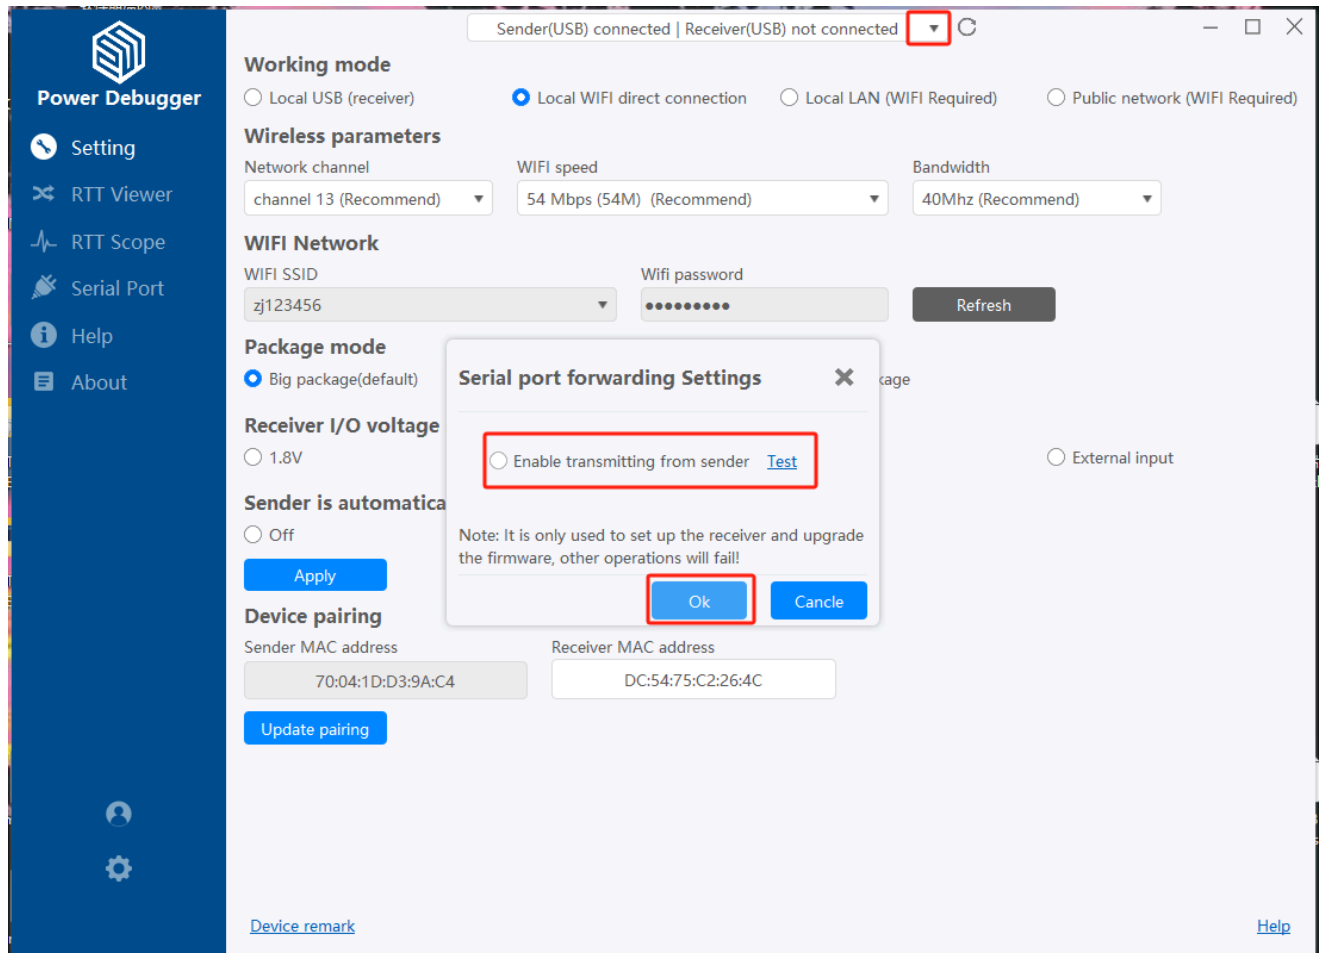 Sender(USB) connected | Receiver(USB) not connected
Power Debugger
Setting
RTT Viewer
RTT Scope
Serial Port
Help
About
Working mode
Local USB (receiver) Local WIFI direct connection Local LAN (WIFI Required) Public network (WIFI Required)
Wireless parameters
Network channel WIFI speed Bandwidth
channel 13 (Recommend) 54 Mbps (54M) (Recommend) 40Mhz (Recommend)
WIFI Network
WIFI SSID Wifi password
zj123456 ●●●●●●●●● Refresh
Package mode
Big package(default) kage
Receiver I/O voltage
1.8V External input
Sender is automatica
Off
Apply
Serial port forwarding Settings
Enable transmitting from sender Test
Note: It is only used to set up the receiver and upgrade
the firmware, other operations will fail!
Ok Cancle
Device pairing
Sender MAC address Receiver MAC address
70:04:1D:D3:9A:C4 DC:54:75:C2:26:4C
Update pairing
Device remark Help